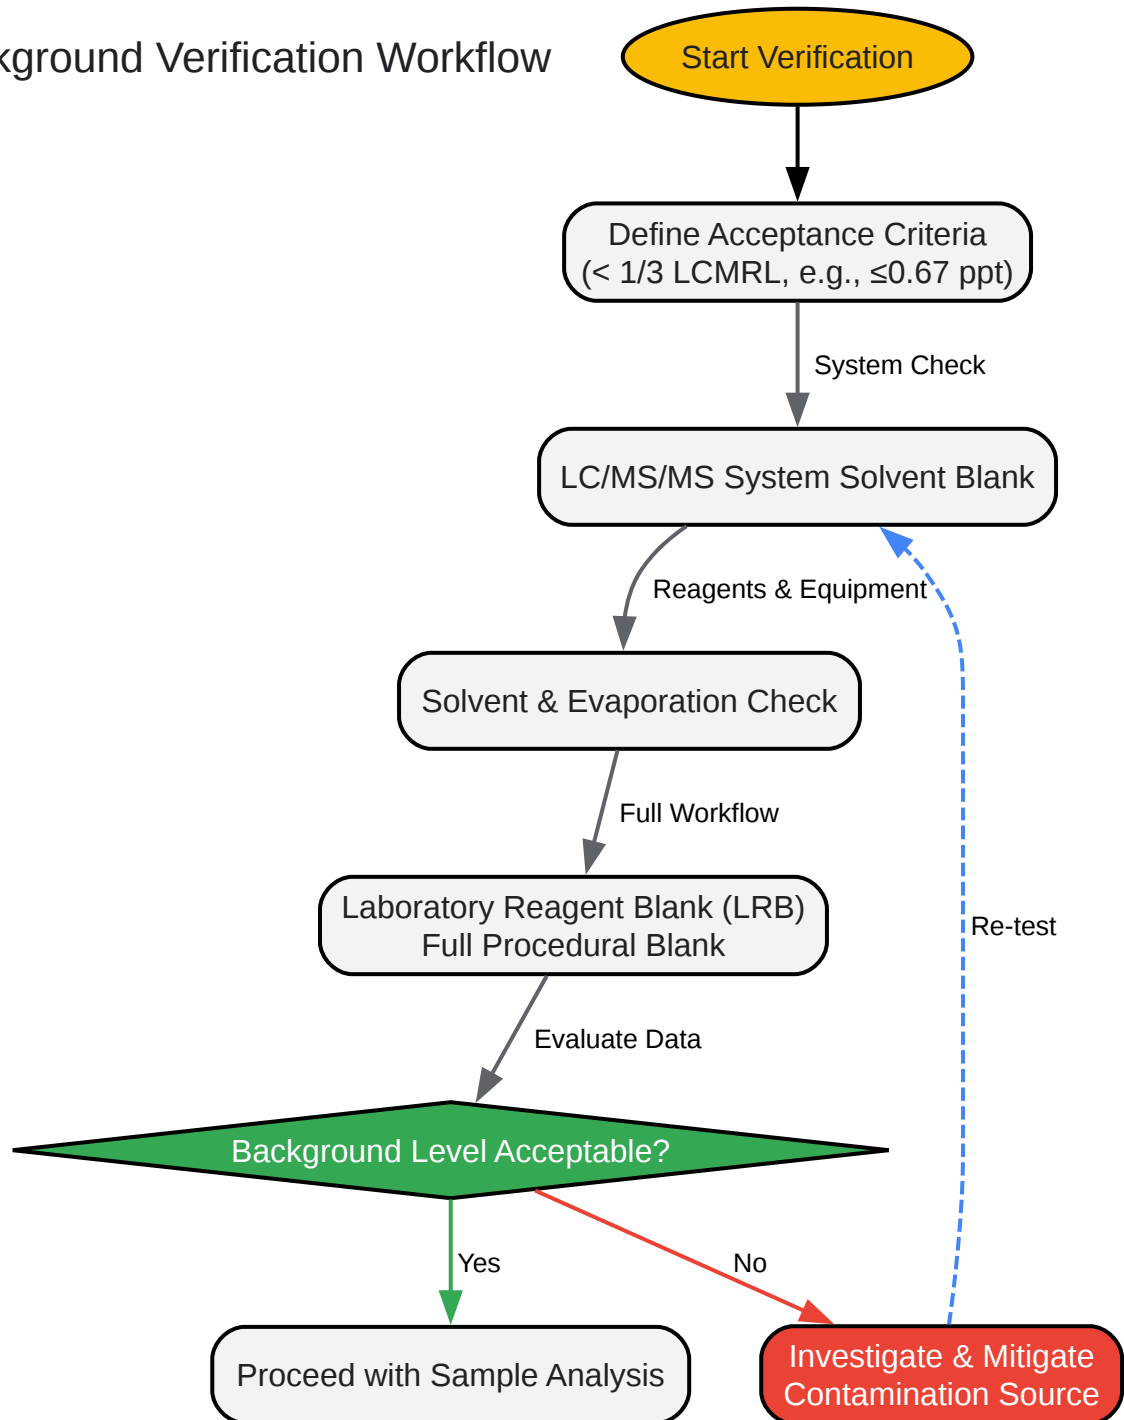 kground Verification Workflow
Start Verification
Define Acceptance Criteria
(< 1/3 LCMRL, e.g., ≤0.67 ppt)
System Check
LC/MS/MS System Solvent Blank
Reagents & Equipment
Solvent & Evaporation Check
Full Workflow
Laboratory Reagent Blank (LRB)
Full Procedural Blank
Re-test
Evaluate Data
Background Level Acceptable?
Yes
No
Proceed with Sample Analysis
Investigate & Mitigate
Contamination Source